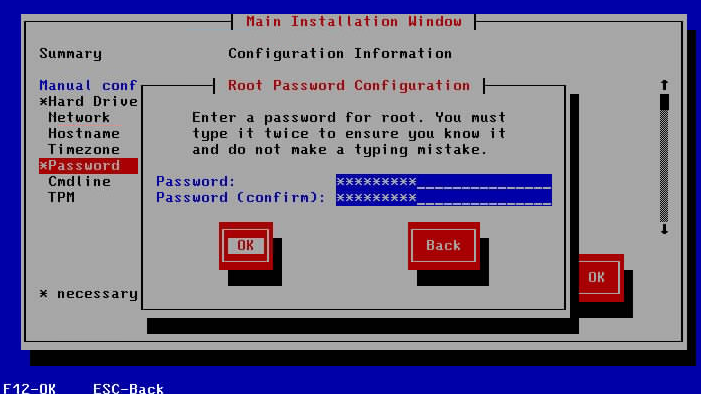 Main Installation Window
Summary Configuration Information
Manual conf
Root Password Configuration
*Hard Drive
Network
Hostname
Timezone
*Password
Cmdline
TPM
Enter a password for root. You must
type it twice to ensure you know it
and do not make a typing mistake.
Password: *********_______________
Password (confirm): *********_______________
OK Back
OK
* necessary
F12-OK ESC-Back